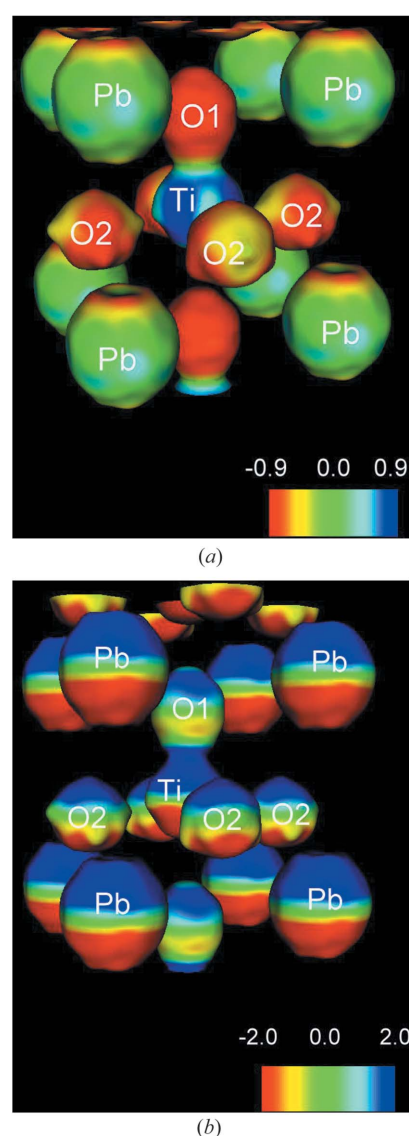 Pb Pb
O1
Ti
O2 O2
O2
Pb Pb
-0.9 0.0 0.9
(a)
Pb Pb
O1
Ti
O2 O2 O2
Pb Pb
-2.0 0.0 2.0
(b)